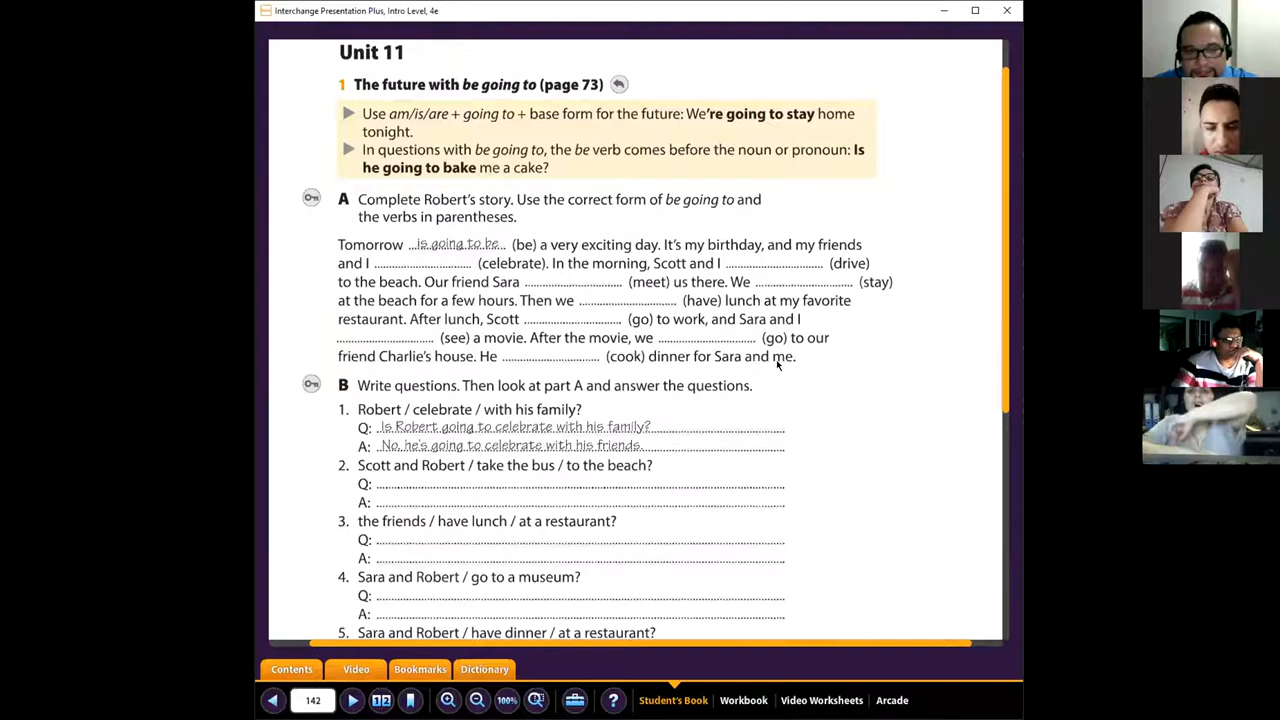 Interchange Presentation Plus, Intro Level, 4e
Unit 11
1 The future with be going to (page 73)
Use am/is/are + going to + base form for the future: We're going to stay home
tonight.
In questions with be going to, the be verb comes before the noun or pronoun: Is
he going to bake me a cake?
A Complete Robert's story. Use the correct form of be going to and
the verbs in parentheses.
Tomorrow is going to be (be) a very exciting day. It's my birthday, and my friends
and I .......................... (celebrate). In the morning, Scott and I .......................... (drive)
to the beach. Our friend Sara .......................... (meet) us there. We .......................... (stay)
at the beach for a few hours. Then we .......................... (have) lunch at my favorite
restaurant. After lunch, Scott .......................... (go) to work, and Sara and I
.......................... (see) a movie. After the movie, we .......................... (go) to our
friend Charlie's house. He .......................... (cook) dinner for Sara and me.
B Write questions. Then look at part A and answer the questions.
1. Robert / celebrate / with his family?
Q: Is Robert going to celebrate with his family?
A: No, he's going to celebrate with his friends.
2. Scott and Robert / take the bus / to the beach?
Q:
A:
3. the friends / have lunch / at a restaurant?
Q:
A:
4. Sara and Robert / go to a museum?
Q:
A:
5. Sara and Robert / have dinner / at a restaurant?
Contents Video Bookmarks Dictionary
142 12 100% ? Student's Book Workbook Video Worksheets Arcade